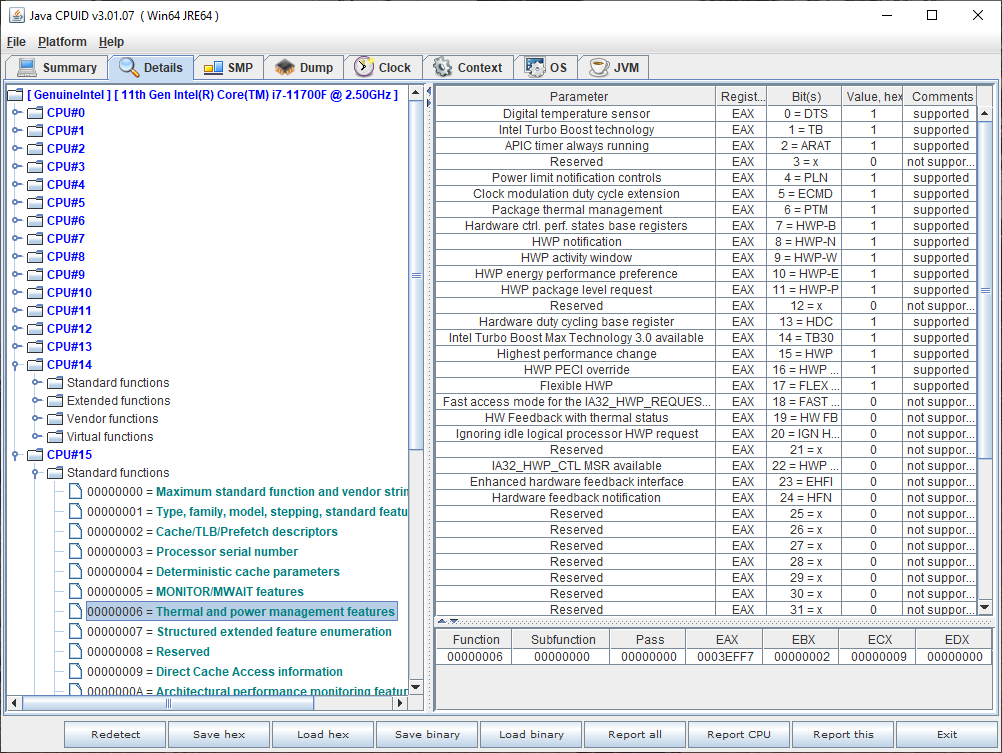 Java CPUID v3.01.07 ( Win64 JRE64 )
File Platform Help
Summary Details SMP Dump Clock Context OS JVM
[ GenuineIntel ] [ 11th Gen Intel(R) Core(TM) i7-11700F @ 2.50GHz ]
CPU#0
CPU#1
CPU#2
CPU#3
CPU#4
CPU#5
CPU#6
CPU#7
CPU#8
CPU#9
CPU#10
CPU#11
CPU#12
CPU#13
CPU#14
Standard functions
Extended functions
Vendor functions
Virtual functions
CPU#15
Standard functions
00000000 = Maximum standard function and vendor strin
00000001 = Type, family, model, stepping, standard featu
00000002 = Cache/TLB/Prefetch descriptors
00000003 = Processor serial number
00000004 = Deterministic cache parameters
00000005 = MONITOR/MWAIT features
00000006 = Thermal and power management features
00000007 = Structured extended feature enumeration
00000008 = Reserved
00000009 = Direct Cache Access information
0000000A = Architectural performance monitoring featur
Parameter Regist... Bit(s) Value, hex Comments
Digital temperature sensor EAX 0 = DTS 1 supported
Intel Turbo Boost technology EAX 1 = TB 1 supported
APIC timer always running EAX 2 = ARAT 1 supported
Reserved EAX 3 = x 0 not suppor...
Power limit notification controls EAX 4 = PLN 1 supported
Clock modulation duty cycle extension EAX 5 = ECMD 1 supported
Package thermal management EAX 6 = PTM 1 supported
Hardware ctrl. perf. states base registers EAX 7 = HWP-B 1 supported
HWP notification EAX 8 = HWP-N 1 supported
HWP activity window EAX 9 = HWP-W 1 supported
HWP energy performance preference EAX 10 = HWP-E 1 supported
HWP package level request EAX 11 = HWP-P 1 supported
Reserved EAX 12 = x 0 not suppor...
Hardware duty cycling base register EAX 13 = HDC 1 supported
Intel Turbo Boost Max Technology 3.0 available EAX 14 = TB30 1 supported
Highest performance change EAX 15 = HWP 1 supported
HWP PECI override EAX 16 = HWP ... 1 supported
Flexible HWP EAX 17 = FLEX ... 1 supported
Fast access mode for the IA32_HWP_REQUES... EAX 18 = FAST ... 0 not suppor...
HW Feedback with thermal status EAX 19 = HW FB 0 not suppor...
Ignoring idle logical processor HWP request EAX 20 = IGN H... 0 not suppor...
Reserved EAX 21 = x 0 not suppor...
IA32_HWP_CTL MSR available EAX 22 = HWP ... 0 not suppor...
Enhanced hardware feedback interface EAX 23 = EHFI 0 not suppor...
Hardware feedback notification EAX 24 = HFN 0 not suppor...
Reserved EAX 25 = x 0 not suppor...
Reserved EAX 26 = x 0 not suppor...
Reserved EAX 27 = x 0 not suppor...
Reserved EAX 28 = x 0 not suppor...
Reserved EAX 29 = x 0 not suppor...
Reserved EAX 30 = x 0 not suppor...
Reserved EAX 31 = x 0 not suppor...
Function Subfunction Pass EAX EBX ECX EDX
00000006 00000000 00000000 0003EFF7 00000002 00000009 00000000
Redetect Save hex Load hex Save binary Load binary Report all Report CPU Report this Exit